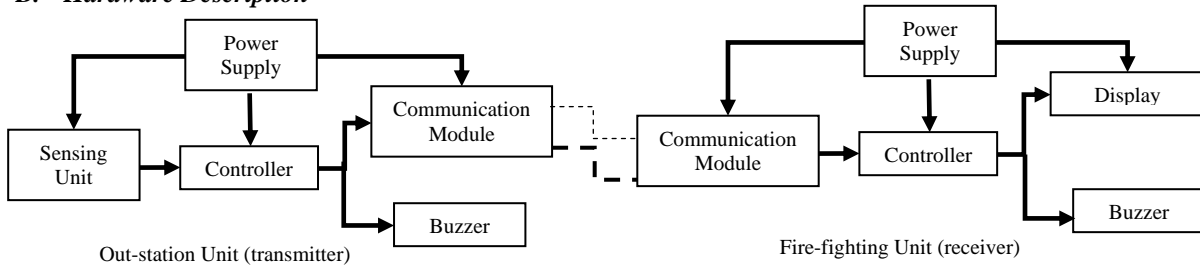 B. Hardware Description
Power
Supply
Communication
Module
Sensing
Unit
Controller
Buzzer
Out-station Unit (transmitter)
Power
Supply
Display
Communication
Module
Controller
Buzzer
Fire-fighting Unit (receiver)